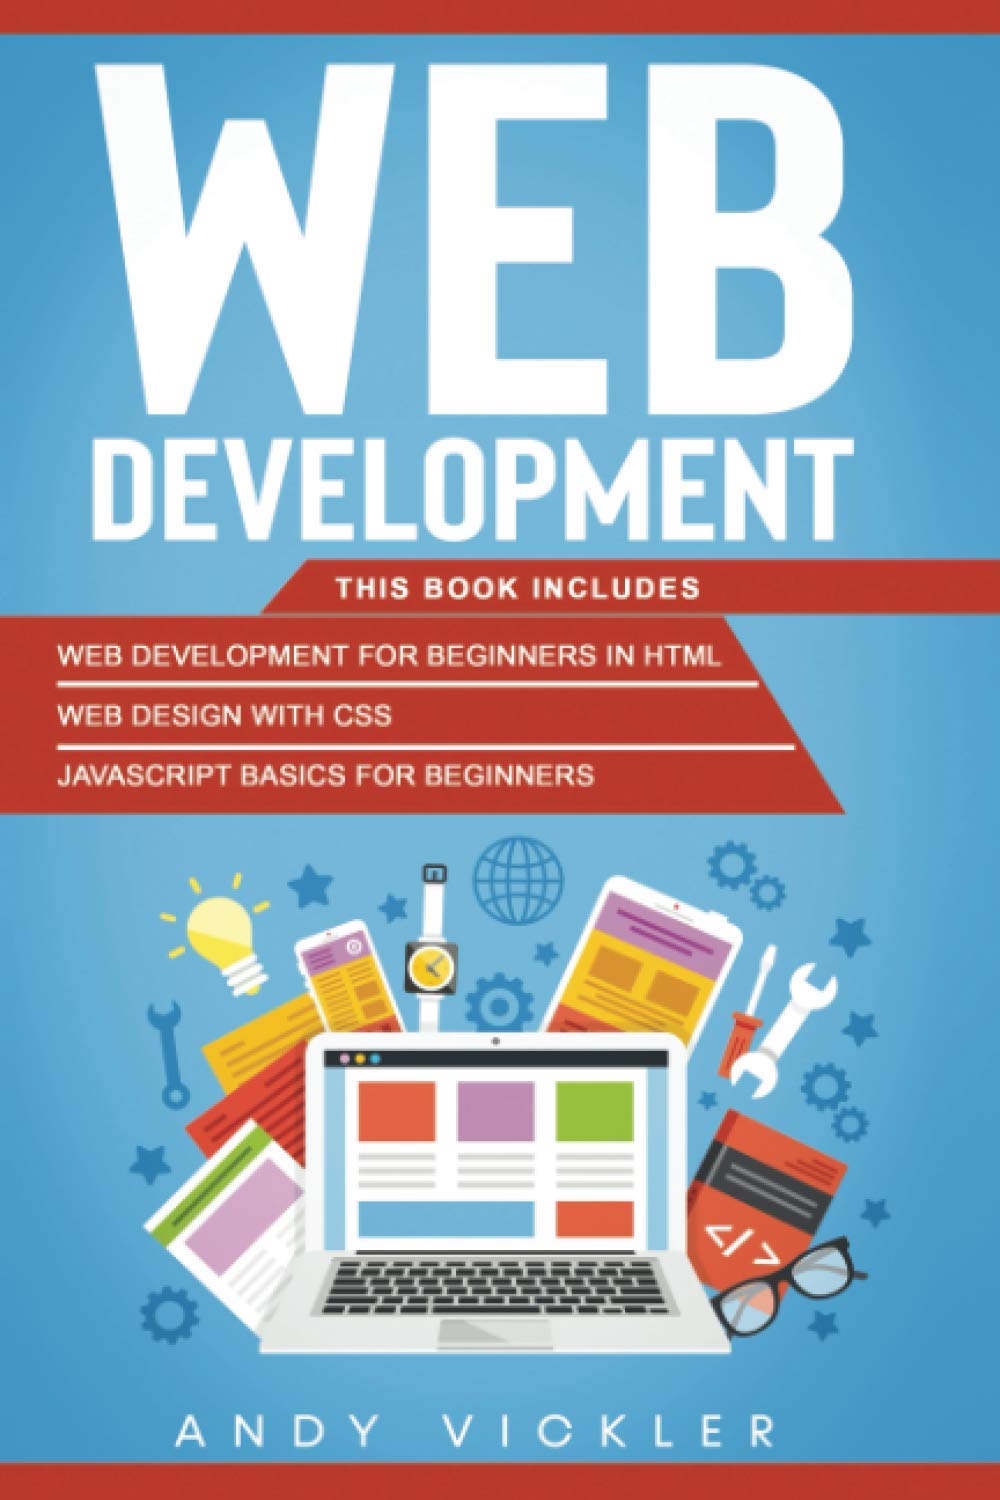 WEB
DEVELOPMENT
THIS BOOK INCLUDES
WEB DEVELOPMENT FOR BEGINNERS IN HTML
WEB DESIGN WITH CSS
JAVASCRIPT BASICS FOR BEGINNERS
</>
ANDY VICKLER